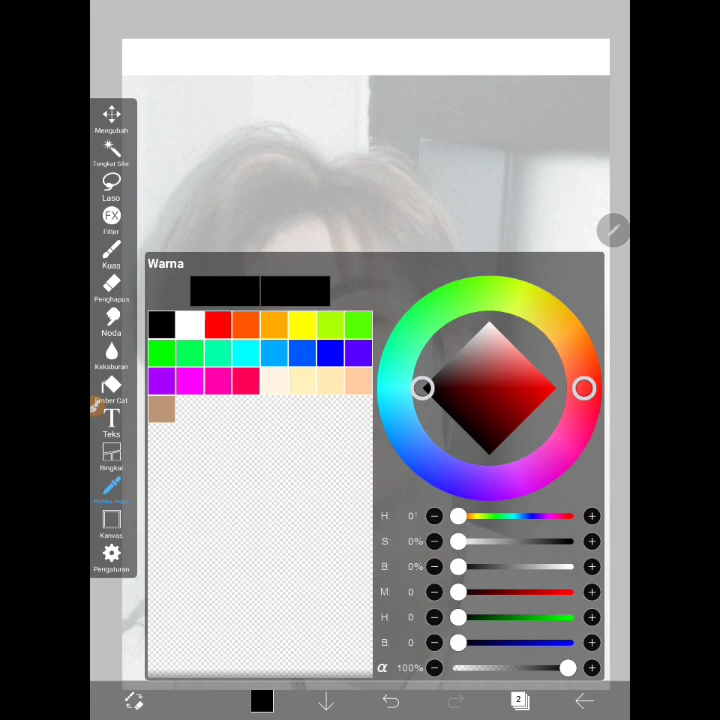 Mengubah
Tongkat Sihir
Laso
FX
Filter
Kuas
Penghapus
Noda
Kekaburan
Ember Cat
T
Teks
Bingkai
Kanvas
Pengaturan
Warna
H: 0°
S: 0%
B: 0%
M: 0
H: 0
B: 0
α 100%
2